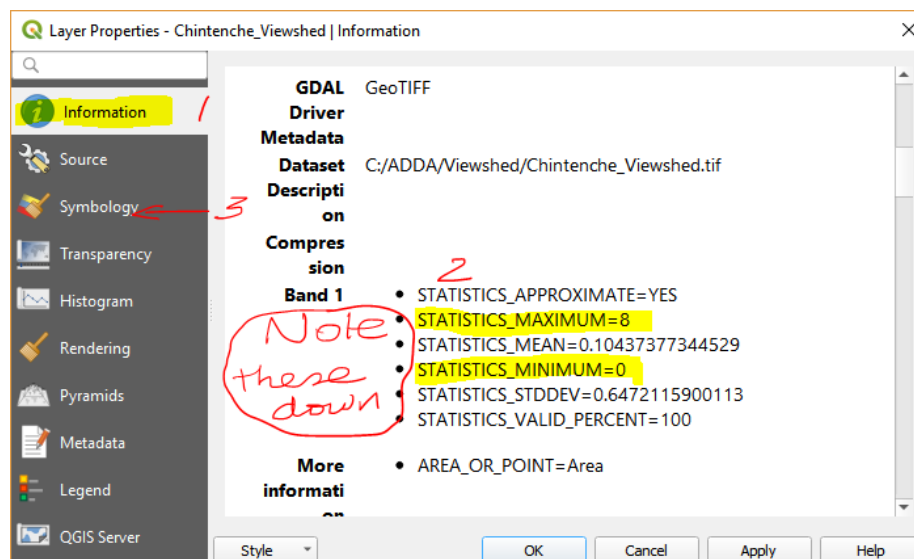 Layer Properties - Chintenche_Viewshed | Information
Information
1
Source
Symbology
3
Transparency
Histogram
Rendering
Pyramids
Metadata
Legend
QGIS Server
GDAL GeoTIFF
Driver
Metadata
Dataset C:/ADDA/Viewshed/Chintenche_Viewshed.tif
Descripti
on
Compres
sion
2
Band 1 • STATISTICS_APPROXIMATE=YES
• STATISTICS_MAXIMUM=8
• STATISTICS_MEAN=0.10437377344529
• STATISTICS_MINIMUM=0
• STATISTICS_STDDEV=0.6472115900113
• STATISTICS_VALID_PERCENT=100
Note
these
down
More • AREA_OR_POINT=Area
informati
on
Style OK Cancel Apply Help